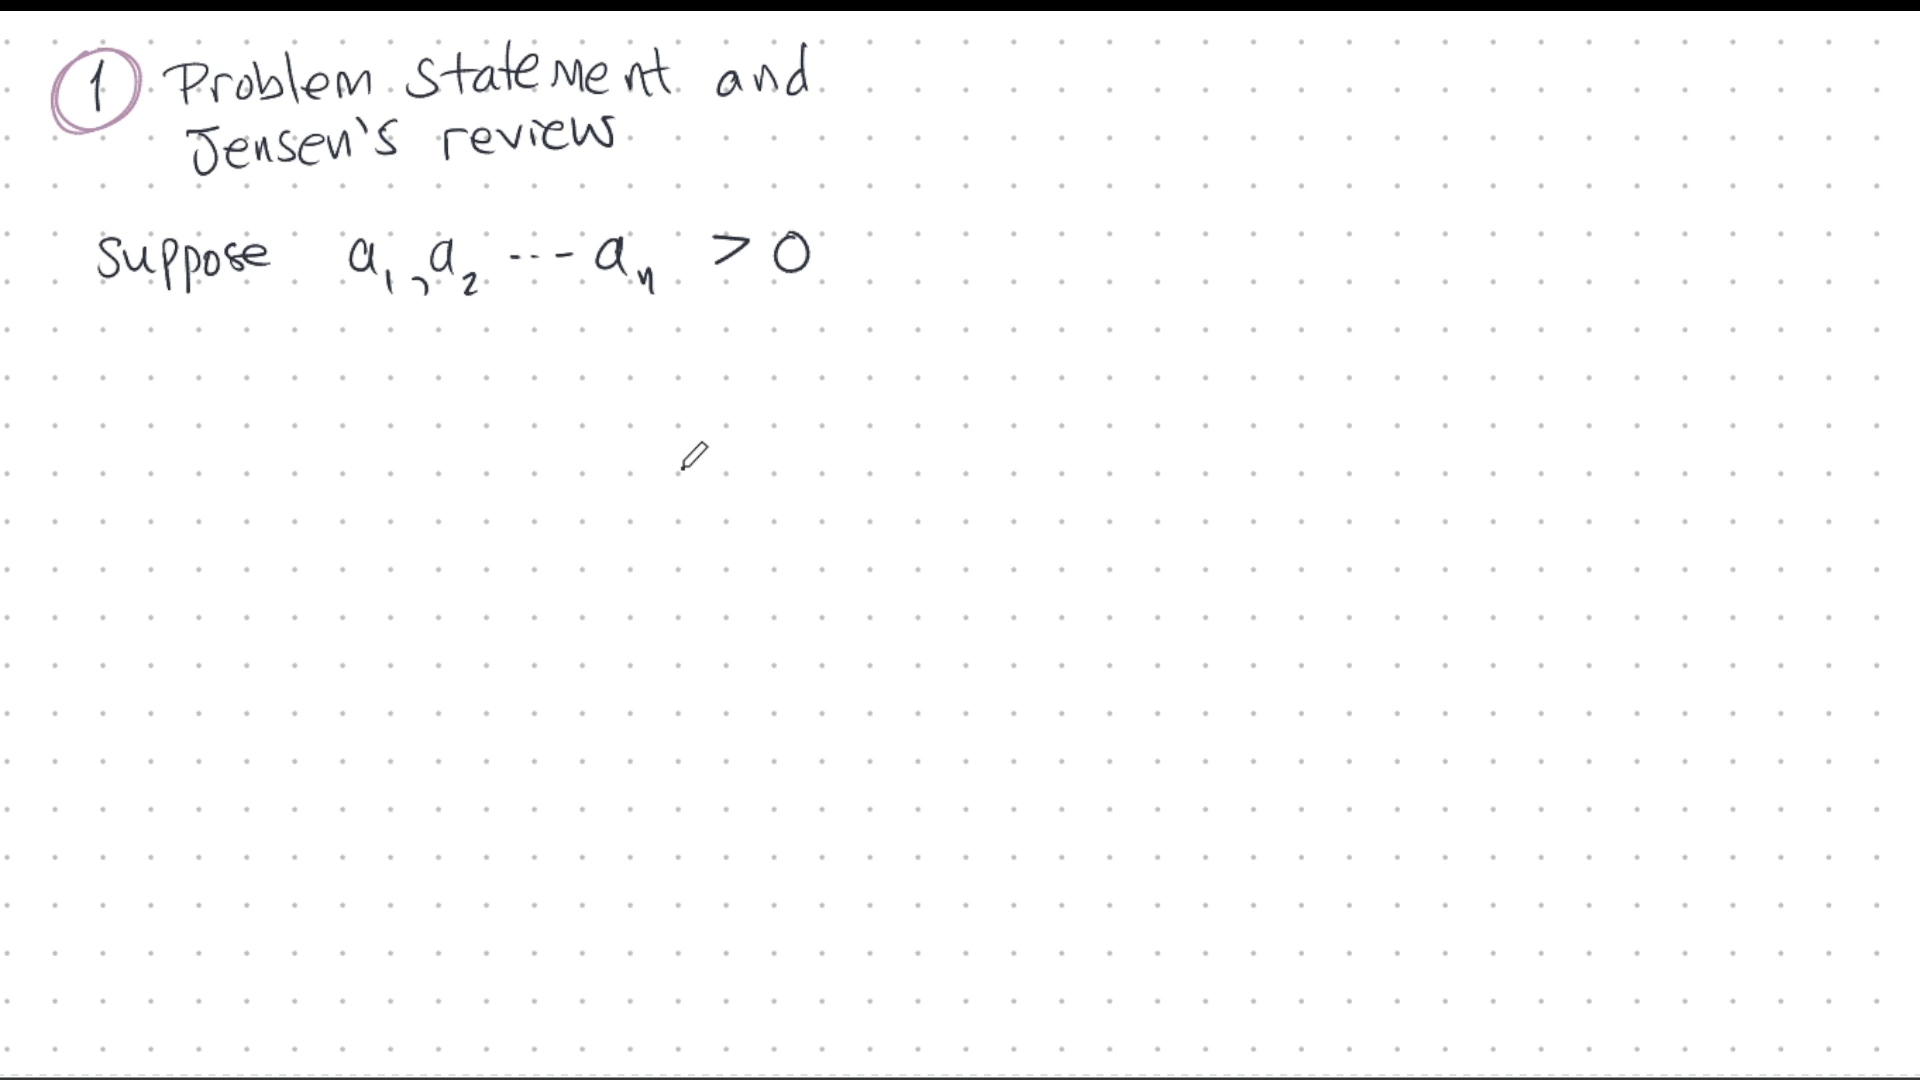 1 Problem statement and
Jensen's review
Suppose a₁, a₂ --- aₙ > 0